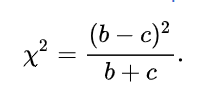 χ² = (b − c)² / (b + c).